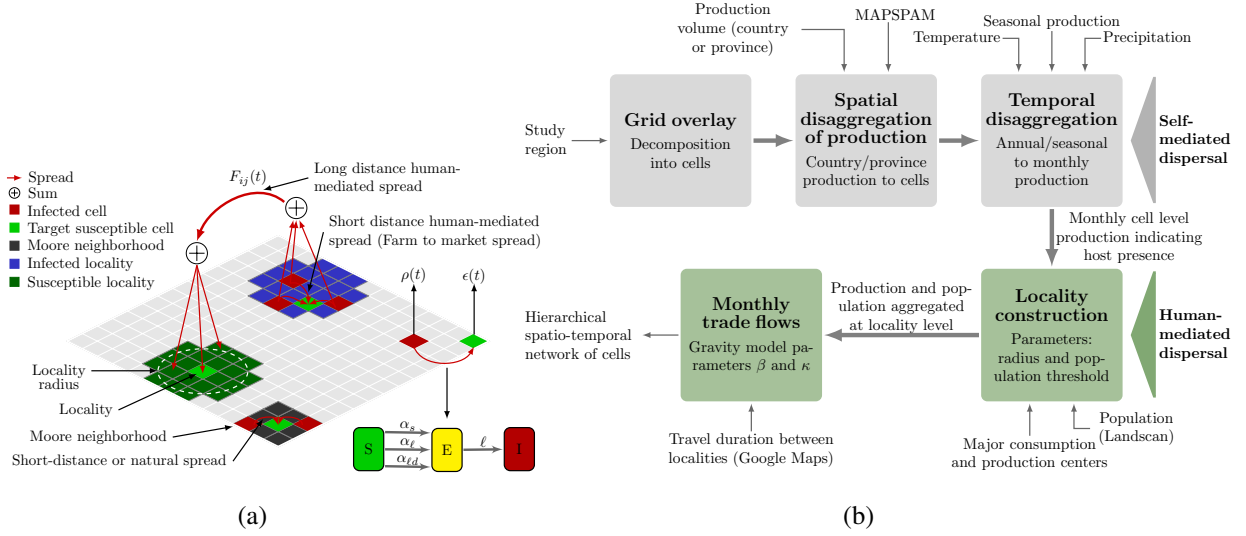 Spread
Sum
Infected cell
Target susceptible cell
Moore neighborhood
Infected locality
Susceptible locality
F_{ij}(t)
Long distance human-
mediated spread
Short distance human-mediated
spread (Farm to market spread)
ρ(t)
ϵ(t)
Locality
radius
Locality
Moore neighborhood
Short-distance or natural spread
S
α_s
α_ℓ
α_{ℓd}
E
ℓ
I
(a)
Production
volume (country
or province)
MAPSPAM
Seasonal production
Temperature
Precipitation
Study
region
Grid overlay
Decomposition
into cells
Spatial
disaggregation
of production
Country/province
production to cells
Temporal
disaggregation
Annual/seasonal
to monthly
production
Self-
mediated
dispersal
Monthly cell level
production indicating
host presence
Hierarchical
spatio-temporal
network of cells
Monthly
trade flows
Gravity model pa-
rameters β and κ
Production and pop-
ulation aggregated
at locality level
Locality
construction
Parameters:
radius and pop-
ulation threshold
Human-
mediated
dispersal
Travel duration between
localities (Google Maps)
Major consumption
and production centers
Population
(Landscan)
(b)